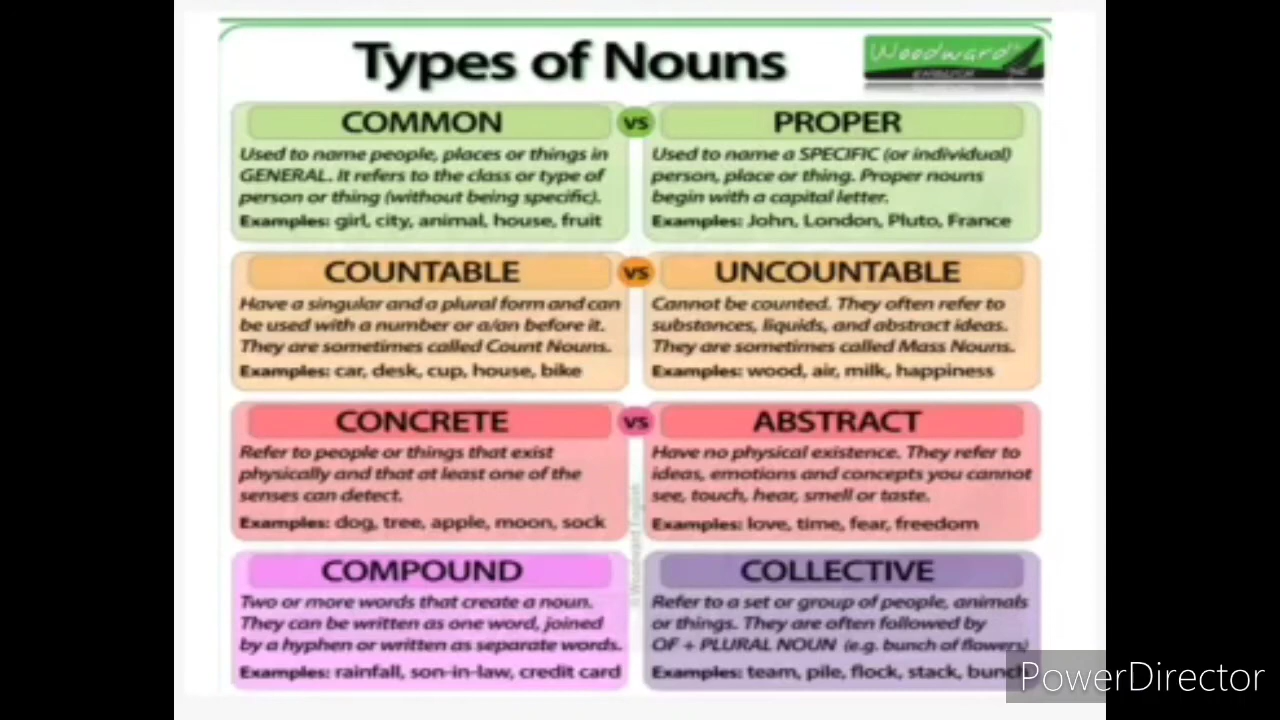 Types of Nouns
Woodward
ENGLISH
COMMON
Used to name people, places or things in
GENERAL. It refers to the class or type of
person or thing (without being specific).
Examples: girl, city, animal, house, fruit
vs
PROPER
Used to name a SPECIFIC (or individual)
person, place or thing. Proper nouns
begin with a capital letter.
Examples: John, London, Pluto, France
COUNTABLE
Have a singular and a plural form and can
be used with a number or a/an before it.
They are sometimes called Count Nouns.
Examples: car, desk, cup, house, bike
vs
UNCOUNTABLE
Cannot be counted. They often refer to
substances, liquids, and abstract ideas.
They are sometimes called Mass Nouns.
Examples: wood, air, milk, happiness
CONCRETE
Refer to people or things that exist
physically and that at least one of the
senses can detect.
Examples: dog, tree, apple, moon, sock
vs
ABSTRACT
Have no physical existence. They refer to
ideas, emotions and concepts you cannot
see, touch, hear, smell or taste.
Examples: love, time, fear, freedom
©Woodward English
COMPOUND
Two or more words that create a noun.
They can be written as one word, joined
by a hyphen or written as separate words.
Examples: rainfall, son-in-law, credit card
COLLECTIVE
Refer to a set or group of people, animals
or things. They are often followed by
OF + PLURAL NOUN (e.g. bunch of flowers)
Examples: team, pile, flock, stack, bunch
PowerDirector